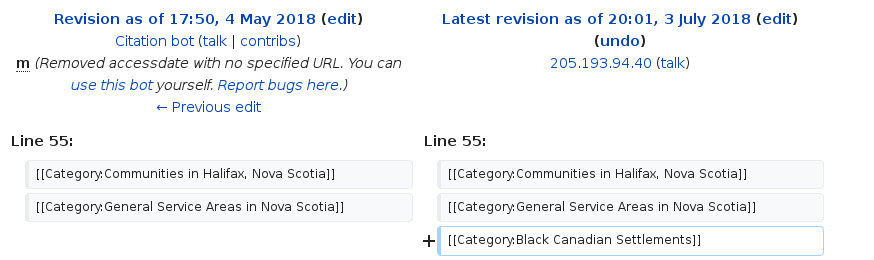 Revision as of 17:50, 4 May 2018 (edit)
Citation bot (talk | contribs)
m (Removed accessdate with no specified URL. You can
use this bot yourself. Report bugs here.)
← Previous edit
Latest revision as of 20:01, 3 July 2018 (edit)
(undo)
205.193.94.40 (talk)
Line 55:
Line 55:
[[Category:Communities in Halifax, Nova Scotia]]
[[Category:Communities in Halifax, Nova Scotia]]
[[Category:General Service Areas in Nova Scotia]]
[[Category:General Service Areas in Nova Scotia]]
+ [[Category:Black Canadian Settlements]]